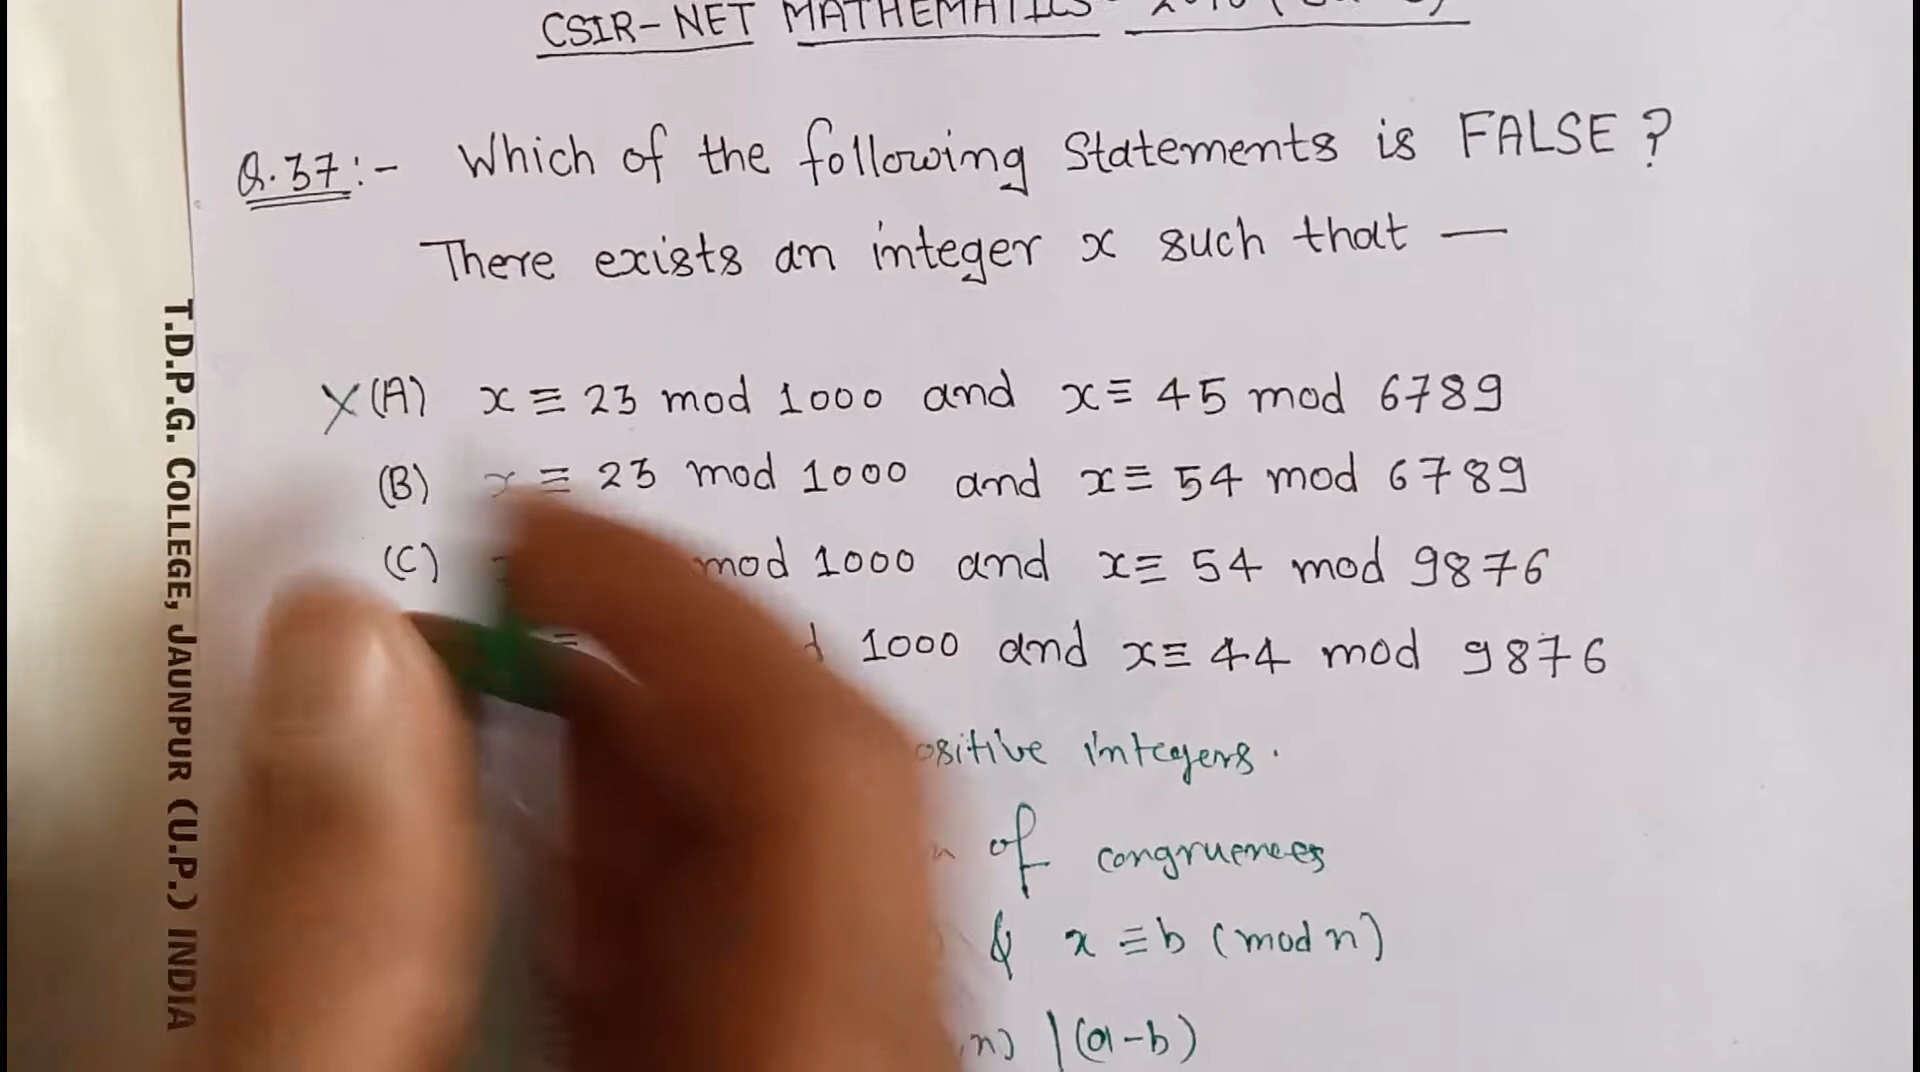 CSIR-NET MATHEMATICS
Q.37:- Which of the following Statements is FALSE?
There exists an integer x such that —
X (A) x ≡ 23 mod 1000 and x ≡ 45 mod 6789
(B) x ≡ 23 mod 1000 and x ≡ 54 mod 6789
(C) mod 1000 and x ≡ 54 mod 9876
1000 and x ≡ 44 mod 9876
integers.
of congruences
& x ≡ b (mod n)
n) | (a-b)
T.D.P.G. COLLEGE, JAUNPUR (U.P.) INDIA